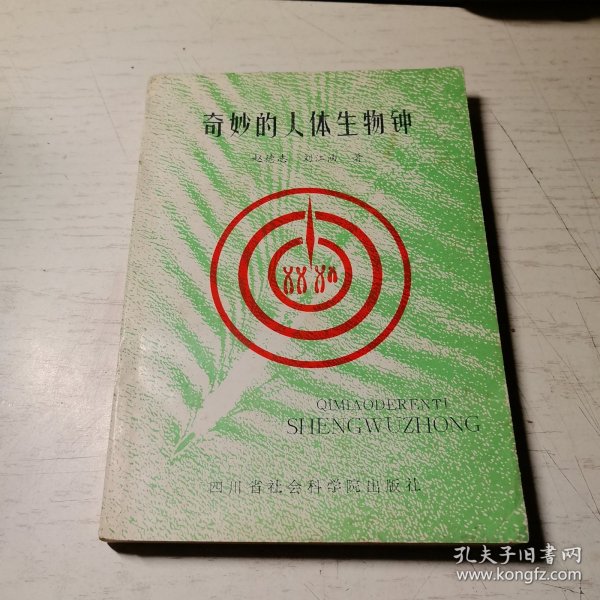 奇妙的人体生物钟
著
QIMIAODERENTI
SHENGWUZHONG
四川省社会科学院出版社
孔夫子旧书网
www.kongfz.com